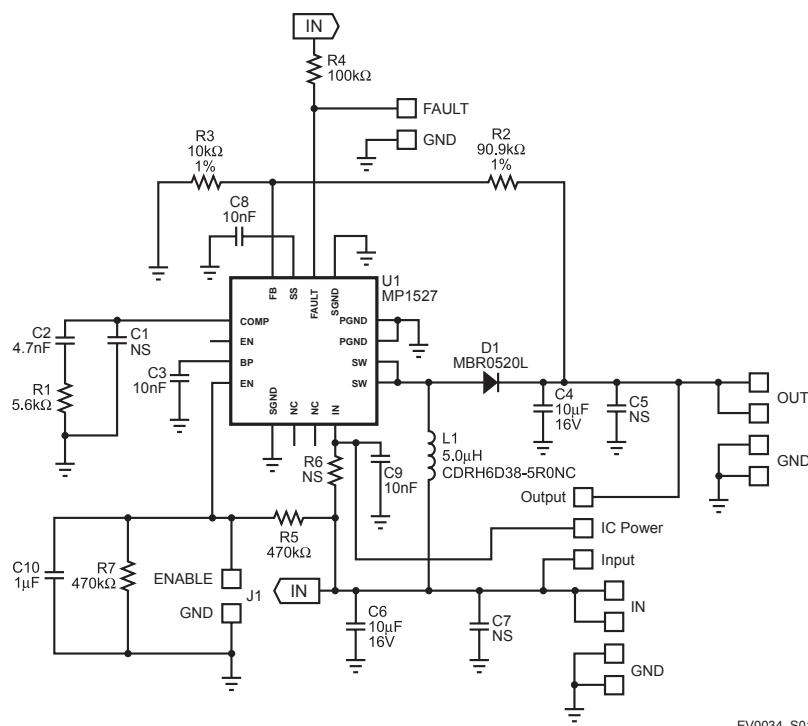 IN
R4
100kΩ
FAULT
GND
R3
10kΩ
1%
R2
90.9kΩ
1%
C8
10nF
U1
MP1527
FB
SS
FAULT
SGND
COMP
EN
BP
EN
PGND
PGND
SW
SW
SGND
NC
NC
IN
C2
4.7nF
C1
NS
R1
5.6kΩ
C3
10nF
D1
MBR0520L
C4
10µF
16V
C5
NS
OUT
GND
L1
5.0µH
CDRH6D38-5R0NC
R6
NS
C9
10nF
Output
IC Power
Input
R5
470kΩ
C10
1µF
R7
470kΩ
ENABLE
GND
J1
IN
C6
10µF
16V
C7
NS
IN
GND